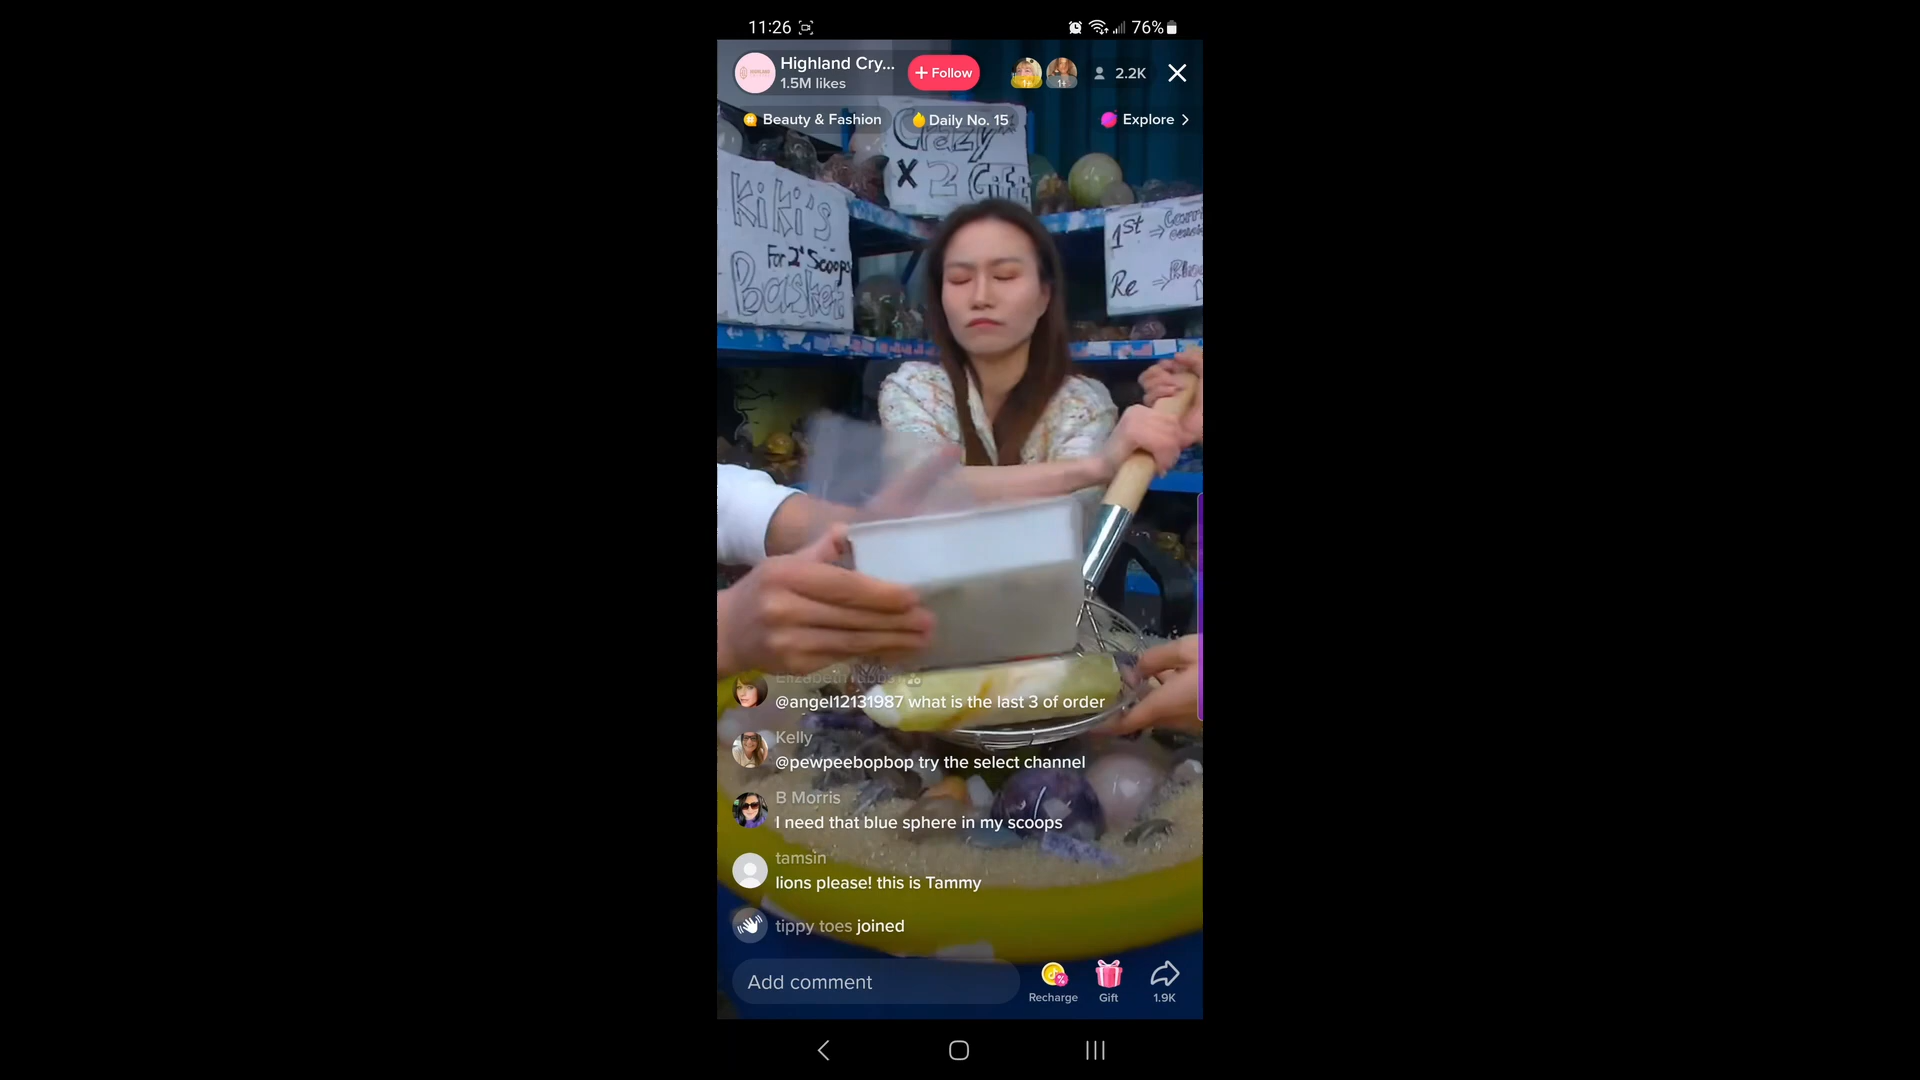 11:26
76%
Highland Cry...
1.5M likes
+ Follow
2.2K
Beauty & Fashion
Daily No. 15
Explore
Crazy
X 2 Gift
Kiki's
For 2 Scoops
Basket
1st →
Re →
@angel12131987 what is the last 3 of order
Kelly
@pewpeebopbop try the select channel
B Morris
I need that blue sphere in my scoops
tamsin
lions please! this is Tammy
tippy toes joined
Add comment
Recharge
Gift
1.9K